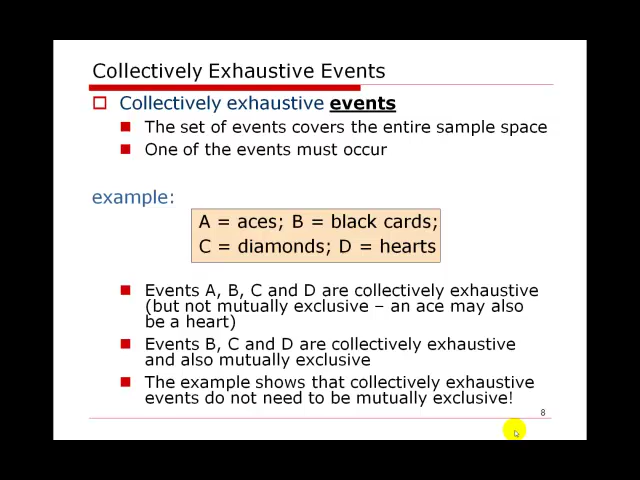 Collectively Exhaustive Events
Collectively exhaustive events
The set of events covers the entire sample space
One of the events must occur
example:
A = aces; B = black cards;
C = diamonds; D = hearts
Events A, B, C and D are collectively exhaustive
(but not mutually exclusive – an ace may also
be a heart)
Events B, C and D are collectively exhaustive
and also mutually exclusive
The example shows that collectively exhaustive
events do not need to be mutually exclusive!
8